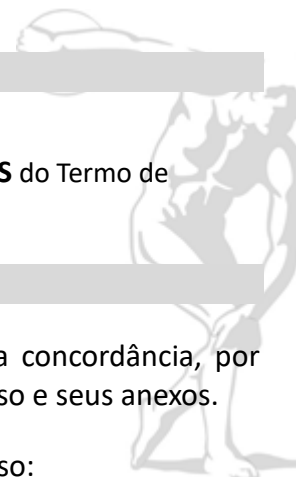 S do Termo de
a concordância, por
so e seus anexos.
so: